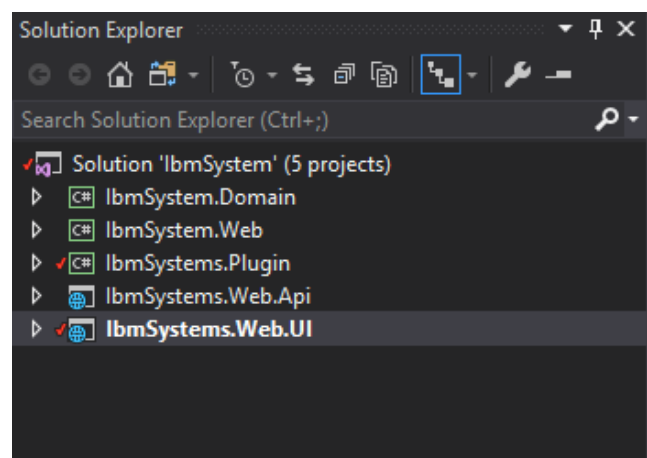 Solution Explorer
Search Solution Explorer (Ctrl+;)
Solution 'IbmSystem' (5 projects)
C# IbmSystem.Domain
C# IbmSystem.Web
C# IbmSystems.Plugin
IbmSystems.Web.Api
IbmSystems.Web.UI